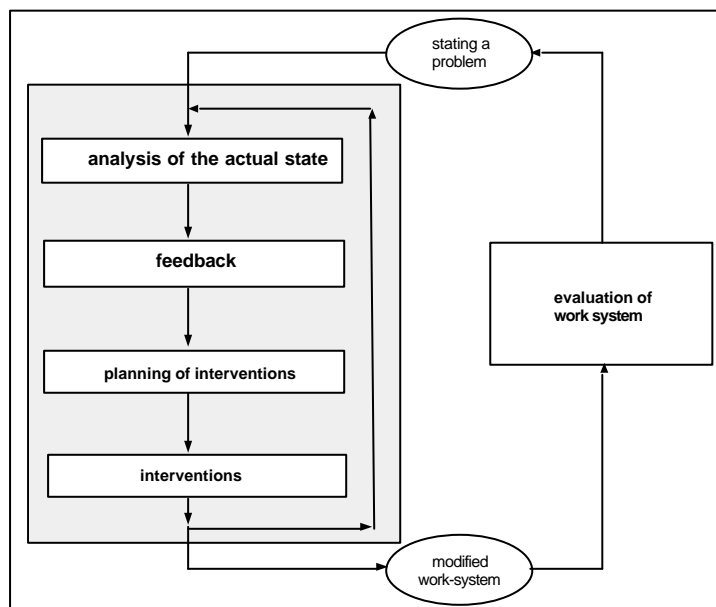 stating a
problem
analysis of the actual state
feedback
planning of interventions
interventions
evaluation of
work system
modified
work-system